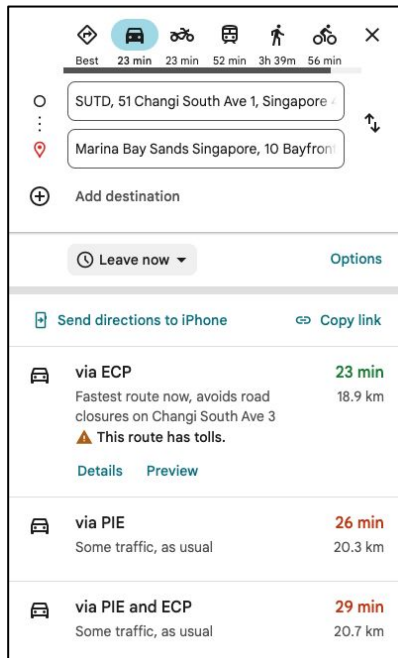 Best 23 min 23 min 52 min 3h 39m 56 min
SUTD, 51 Changi South Ave 1, Singapore
Marina Bay Sands Singapore, 10 Bayfron
Add destination
Leave now Options
Send directions to iPhone Copy link
via ECP 23 min
Fastest route now, avoids road 18.9 km
closures on Changi South Ave 3
This route has tolls.
Details Preview
via PIE 26 min
Some traffic, as usual 20.3 km
via PIE and ECP 29 min
Some traffic, as usual 20.7 km